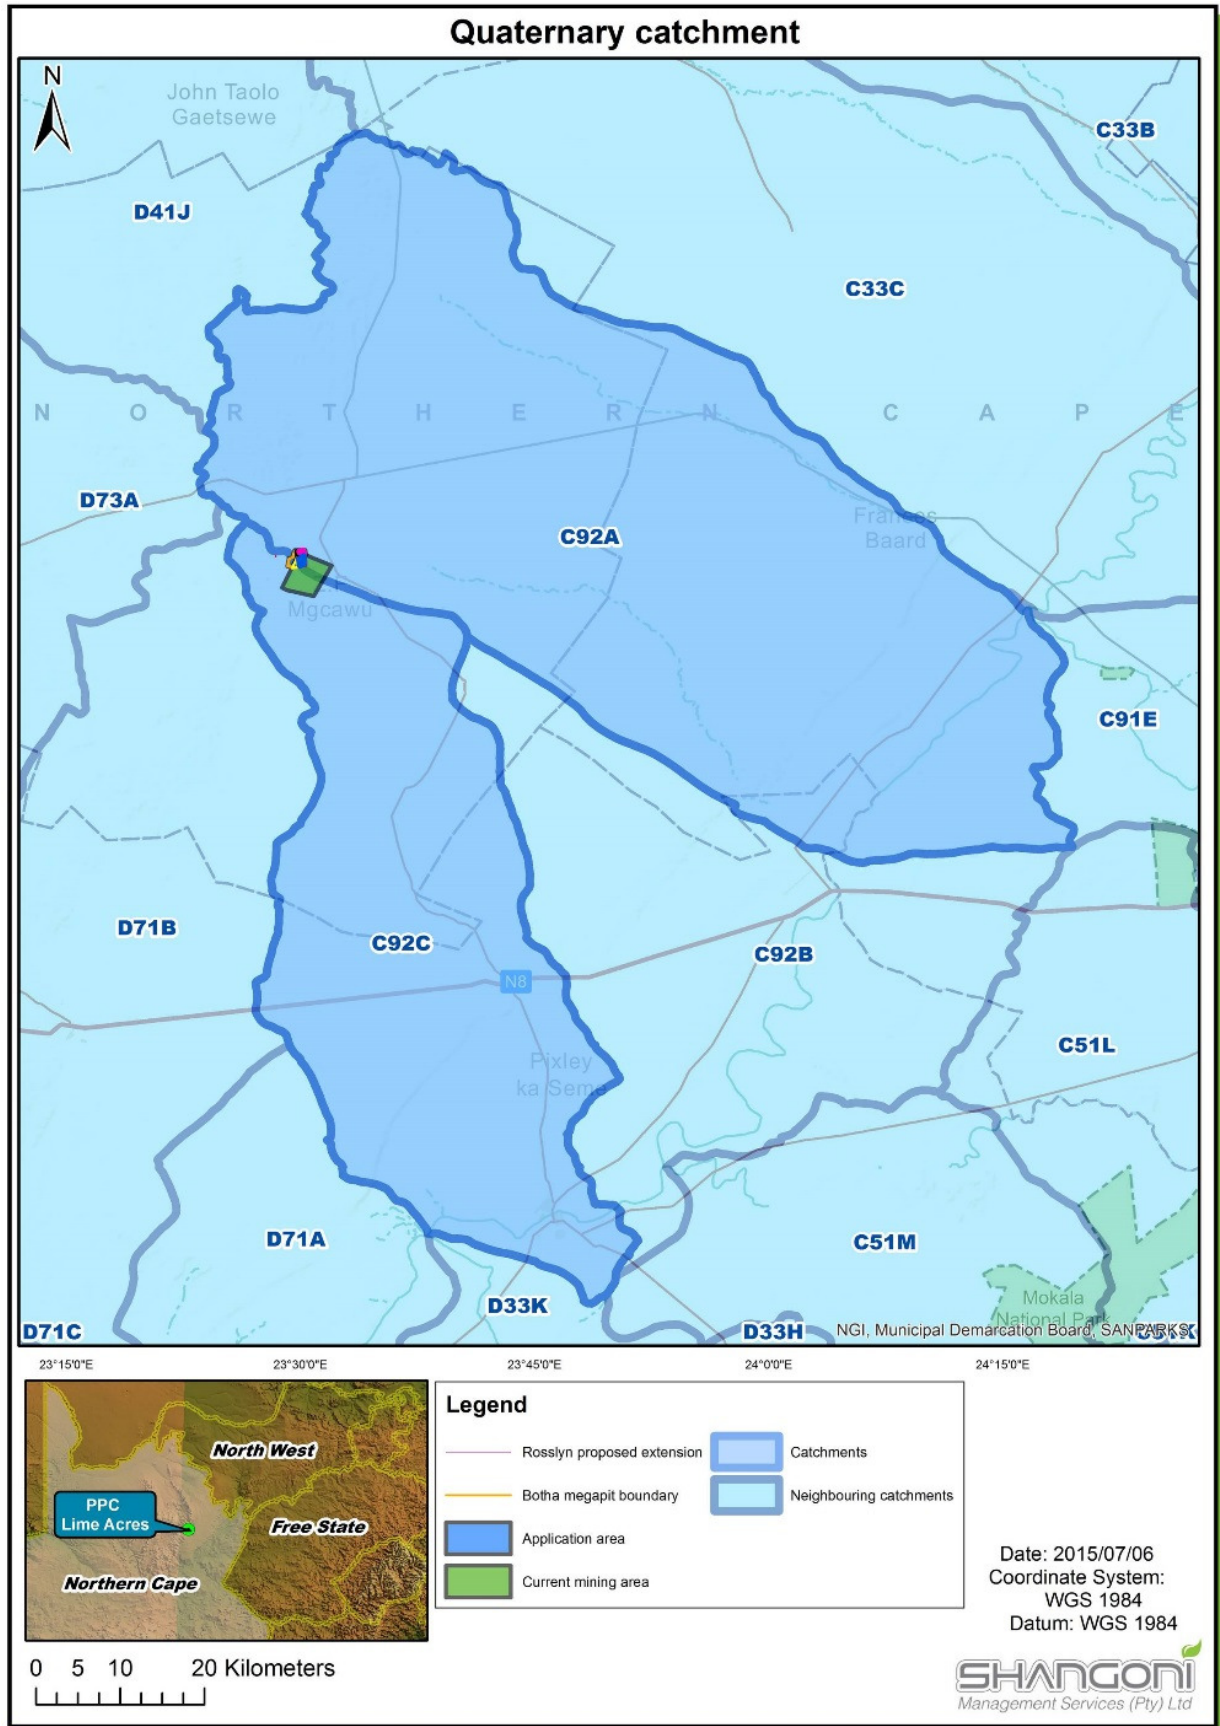 Quaternary catchment
N
John Taolo
Gaetsewe
C33B
D41J
C33C
N O R T H E R N C A P E
D73A
C92A
Frances
Baard
Mgcawu
C91E
D71B
C92C
C92B
N8
C51L
Pixley
ka Seme
D71A
C51M
D33K
Mokala
National Park
D71C
D33H
NGI, Municipal Demarcation Board, SANPARKS
23°15'0"E
23°30'0"E
23°45'0"E
24°0'0"E
24°15'0"E
North West
PPC
Lime Acres
Free State
Northern Cape
0 5 10 20 Kilometers
Legend
Rosslyn proposed extension
Catchments
Botha megapit boundary
Neighbouring catchments
Application area
Current mining area
Date: 2015/07/06
Coordinate System:
WGS 1984
Datum: WGS 1984
SHANGONI
Management Services (Pty) Ltd